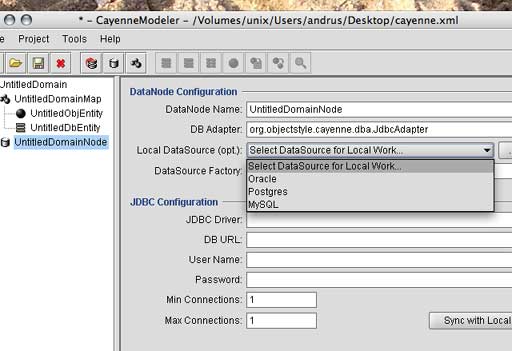 * - CayenneModeler - /Volumes/unix/Users/andrus/Desktop/cayenne.xml
Project Tools Help
UntitledDomain
UntitledDomainMap
UntitledObjEntity
UntitledDbEntity
UntitledDomainNode
DataNode Configuration
DataNode Name: UntitledDomainNode
DB Adapter: org.objectstyle.cayenne.dba.JdbcAdapter
Local DataSource (opt.): Select DataSource for Local Work...
Select DataSource for Local Work...
DataSource Factory:
Oracle
Postgres
MySQL
JDBC Configuration
JDBC Driver:
DB URL:
User Name:
Password:
Min Connections: 1
Max Connections: 1
Sync with Local